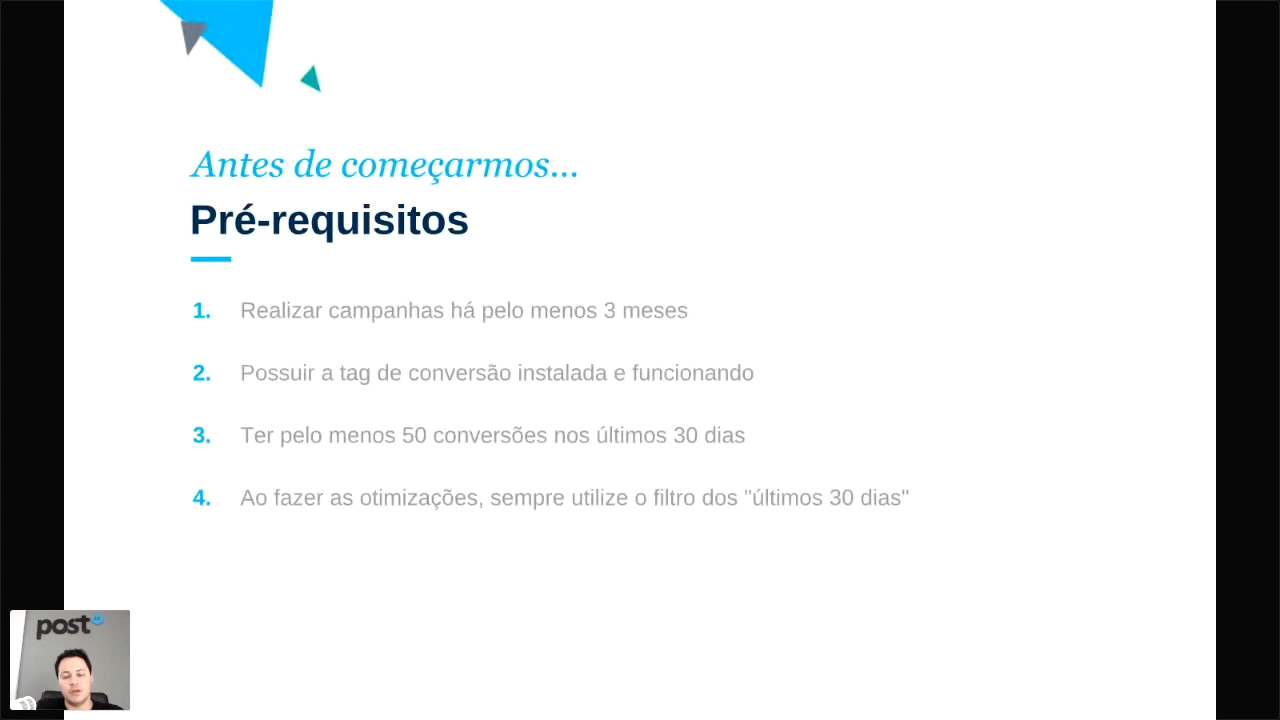 Antes de começarmos...
Pré-requisitos
1. Realizar campanhas há pelo menos 3 meses
2. Possuir a tag de conversão instalada e funcionando
3. Ter pelo menos 50 conversões nos últimos 30 dias
4. Ao fazer as otimizações, sempre utilize o filtro dos "últimos 30 dias"
post